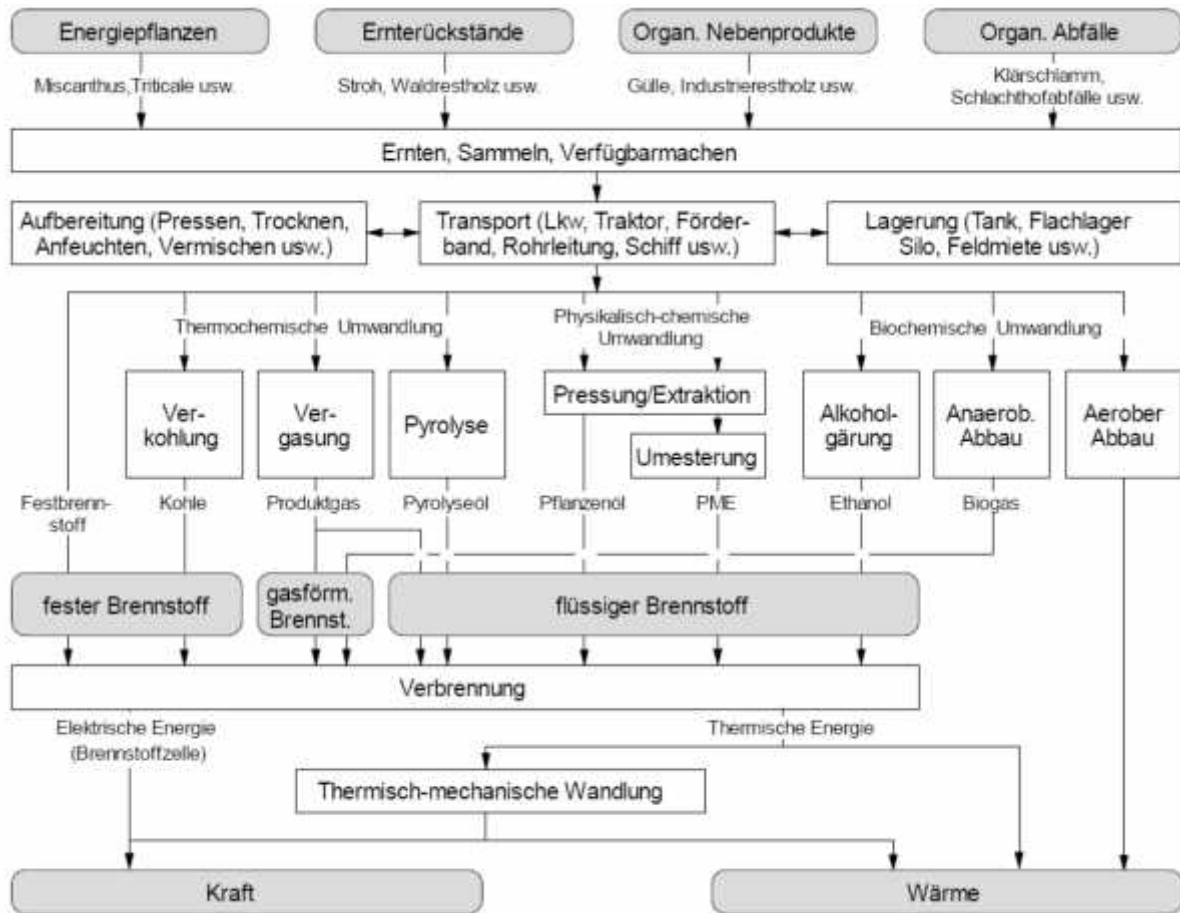 Energiepflanzen
Ernterückstände
Organ. Nebenprodukte
Organ. Abfälle
Miscanthus,Triticale usw.
Stroh, Waldrestholz usw.
Gülle, Industrierestholz usw.
Klärschlamm,
Schlachthofabfälle usw.
Ernten, Sammeln, Verfügbarmachen
Aufbereitung (Pressen, Trocknen,
Anfeuchten, Vermischen usw.)
Transport (Lkw, Traktor, Förder-
band, Rohrleitung, Schiff usw.)
Lagerung (Tank, Flachlager
Silo, Feldmiete usw.)
Thermochemische Umwandlung
Physikalisch-chemische
Umwandlung
Biochemische Umwandlung
Ver-
kohlung
Ver-
gasung
Pyrolyse
Pressung/Extraktion
Umesterung
Alkohol-
gärung
Anaerob.
Abbau
Aerober
Abbau
Festbrenn-
stoff
Kohle
Produktgas
Pyrolyseöl
Pflanzenöl
PME
Ethanol
Biogas
fester Brennstoff
gasförm.
Brennst.
flüssiger Brennstoff
Verbrennung
Elektrische Energie
(Brennstoffzelle)
Thermische Energie
Thermisch-mechanische Wandlung
Kraft
Wärme